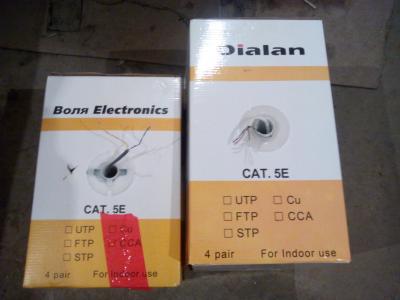 Воля Electronics
CAT. 5E
UTP Cu
FTP CCA
STP
4 pair For Indoor use
Dialan
CAT. 5E
UTP Cu
FTP CCA
STP
4 pair For Indoor use